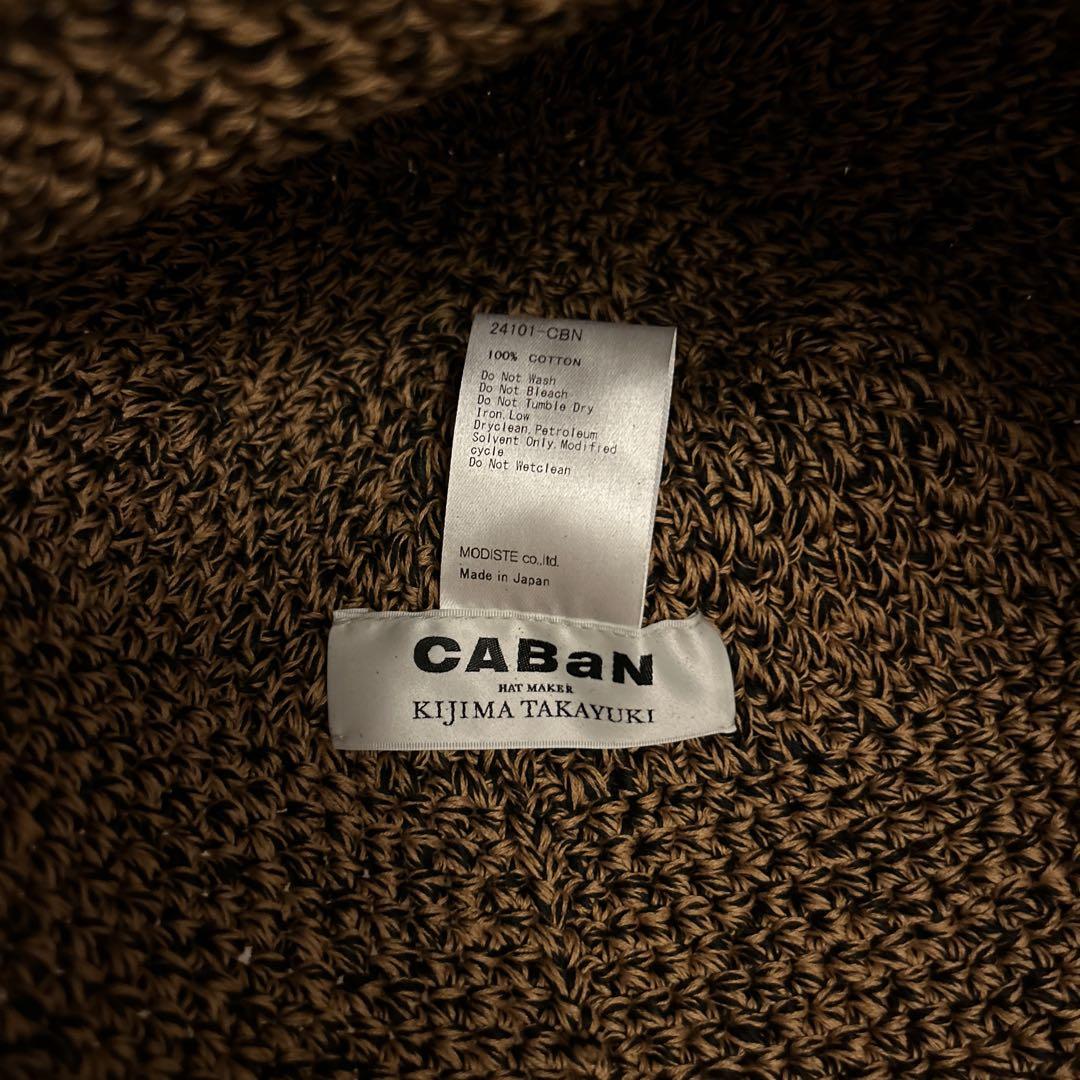 24101-CBN
100% COTTON
Do Not Wash
Do Not Bleach
Do Not Tumble Dry
Iron,Low
Dryclean,Petroleum
Solvent Only,Modified
cycle
Do Not Wetclean
MODISTE co.,ltd.
Made in Japan
CABaN
HAT MAKER
KIJIMA TAKAYUKI